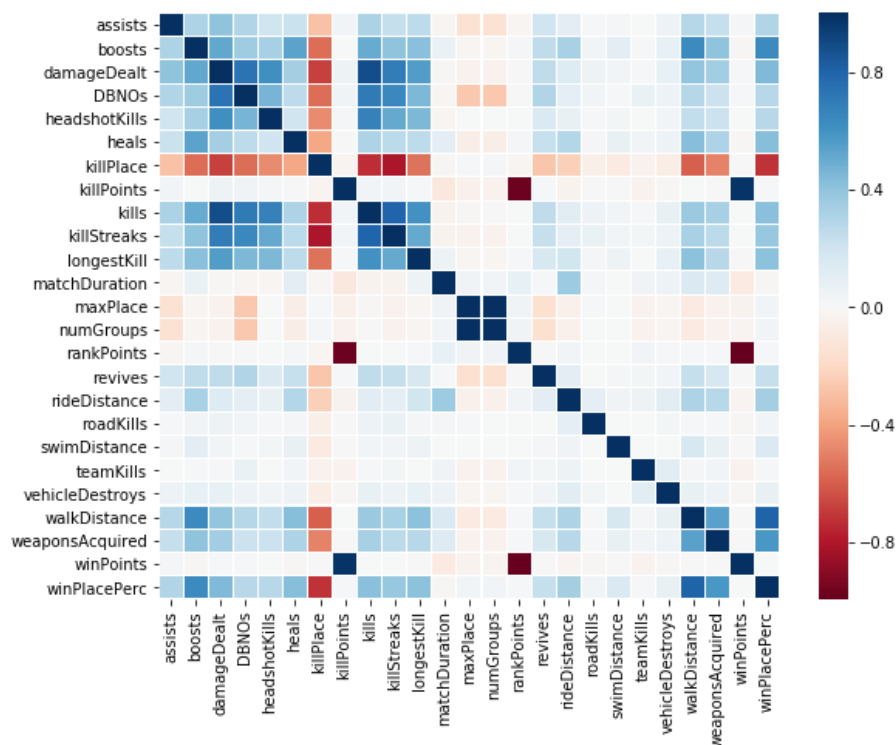 assists
boosts
damageDealt
DBNOs
headshotKills
heals
killPlace
killPoints
kills
killStreaks
longestKill
matchDuration
maxPlace
numGroups
rankPoints
revives
rideDistance
roadKills
swimDistance
teamKills
vehicleDestroys
walkDistance
weaponsAcquired
winPoints
winPlacePerc
assists
boosts
damageDealt
DBNOs
headshotKills
heals
killPlace
killPoints
kills
killStreaks
longestKill
matchDuration
maxPlace
numGroups
rankPoints
revives
rideDistance
roadKills
swimDistance
teamKills
vehicleDestroys
walkDistance
weaponsAcquired
winPoints
winPlacePerc
0.8
0.4
0.0
−0.4
−0.8